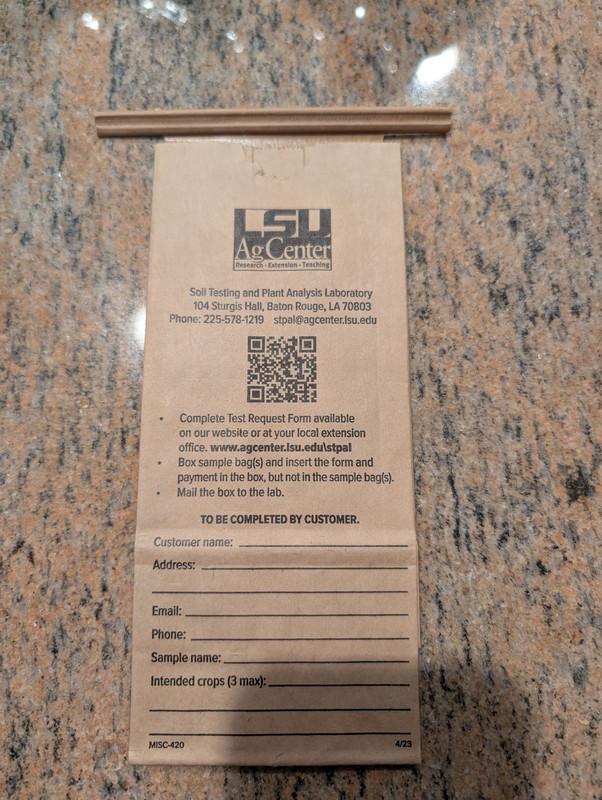 LSU
Ag Center
Research · Extension · Teaching
Soil Testing and Plant Analysis Laboratory
104 Sturgis Hall, Baton Rouge, LA 70803
Phone: 225-578-1219 stpal@agcenter.lsu.edu
• Complete Test Request Form available
on our website or at your local extension
office. www.agcenter.lsu.edu\stpal
• Box sample bag(s) and insert the form and
payment in the box, but not in the sample bag(s).
• Mail the box to the lab.
TO BE COMPLETED BY CUSTOMER.
Customer name:
Address:
Email:
Phone:
Sample name:
Intended crops (3 max):
MISC-420 4/23